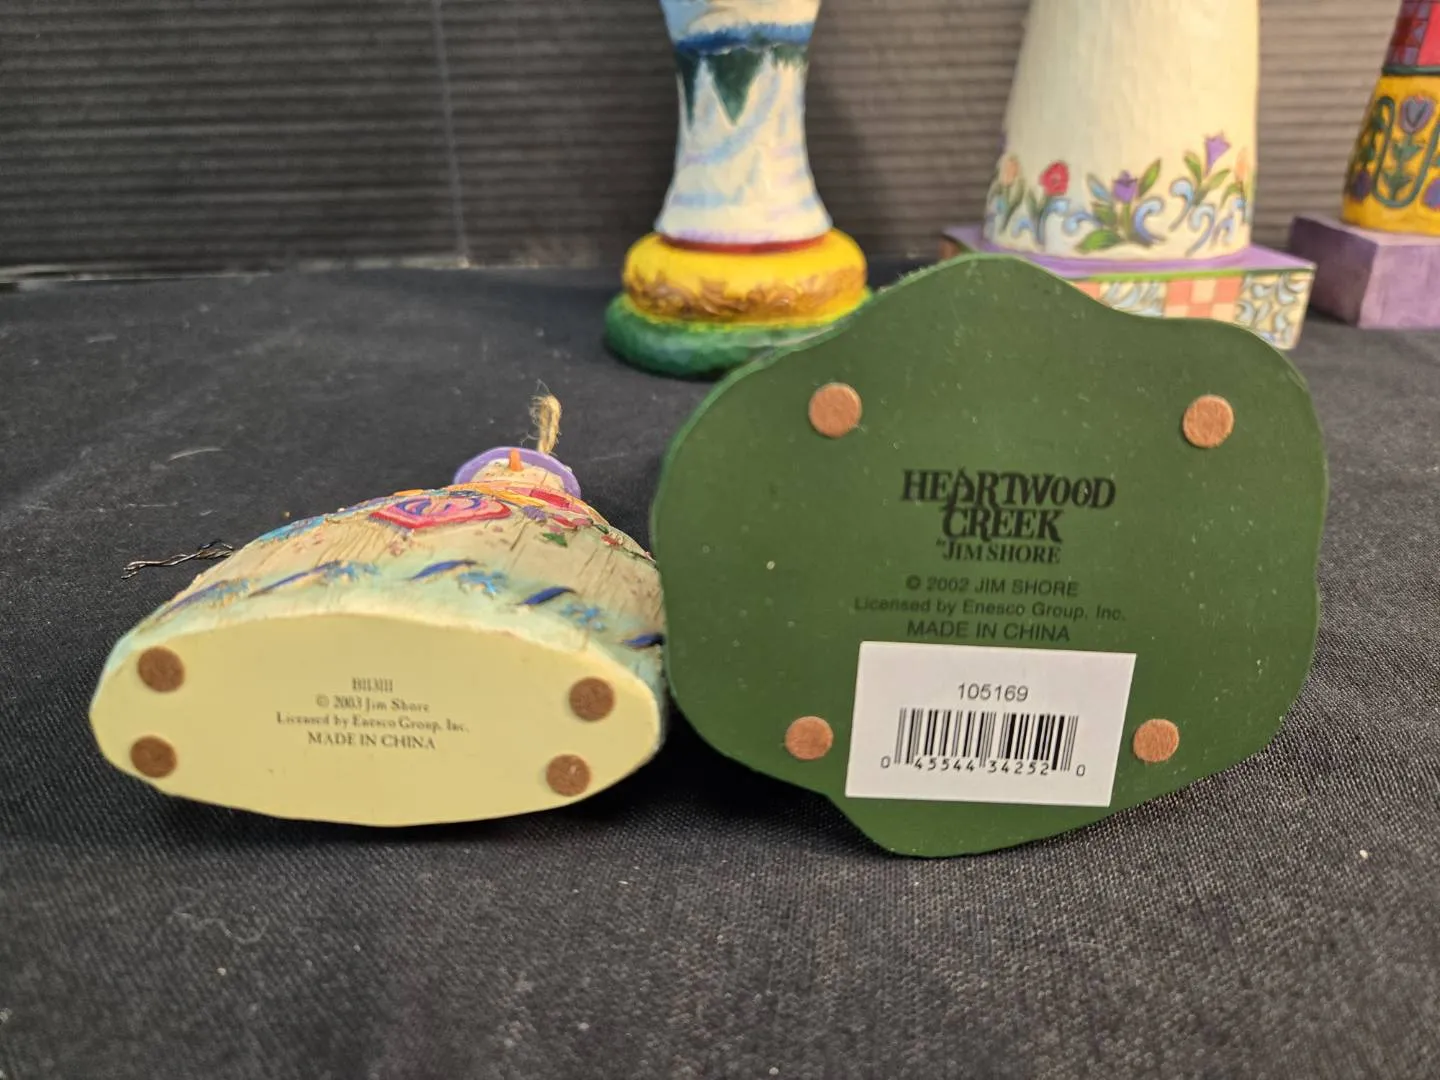 B113111
© 2003 Jim Shore
Licensed by Enesco Group, Inc.
MADE IN CHINA
HEARTWOOD
CREEK
by JIM SHORE
© 2002 JIM SHORE
Licensed by Enesco Group, Inc.
MADE IN CHINA
105169
0 45544 34252 0